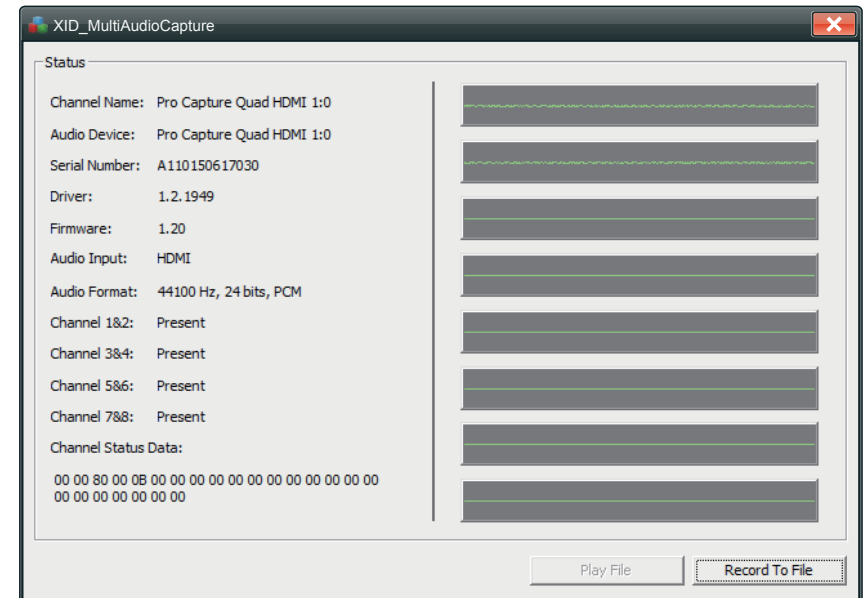 XID_MultiAudioCapture
Status
Channel Name: Pro Capture Quad HDMI 1:0
Audio Device: Pro Capture Quad HDMI 1:0
Serial Number: A110150617030
Driver: 1.2.1949
Firmware: 1.20
Audio Input: HDMI
Audio Format: 44100 Hz, 24 bits, PCM
Channel 1&2: Present
Channel 3&4: Present
Channel 5&6: Present
Channel 7&8: Present
Channel Status Data:
00 00 80 00 0B 00 00 00 00 00 00 00 00 00 00 00 00
00 00 00 00 00 00 00
Play File
Record To File